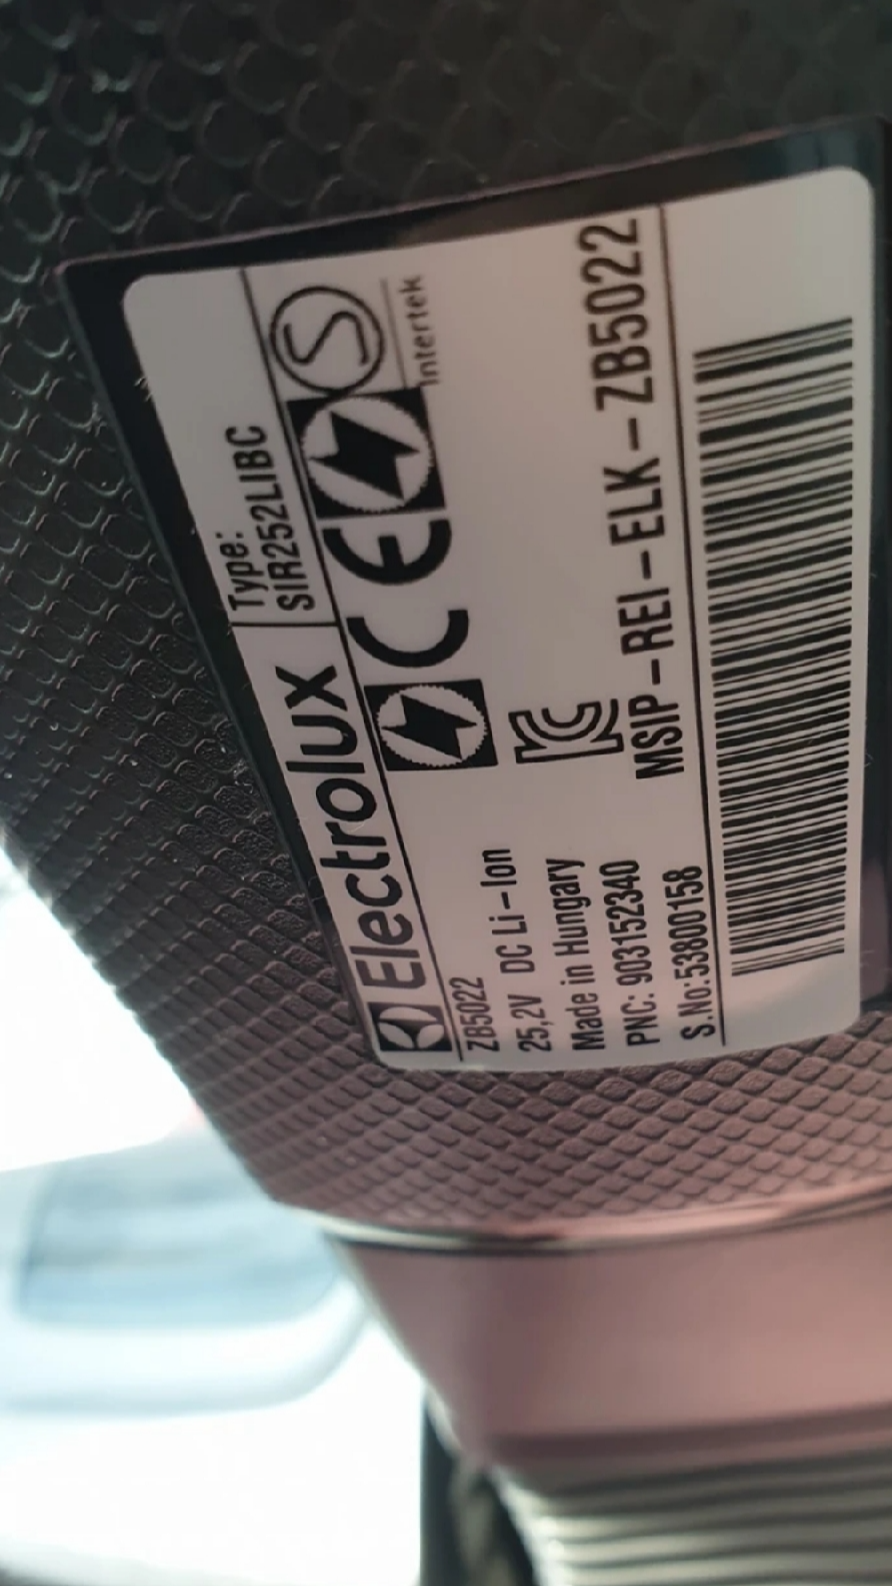 Electrolux
Type:
SIR252LIBC
ZB5022
25,2V DC Li-Ion
Made in Hungary
PNC: 903152340
S.No:53800158
CE
S
Intertek
MSIP-REI-ELK-ZB5022